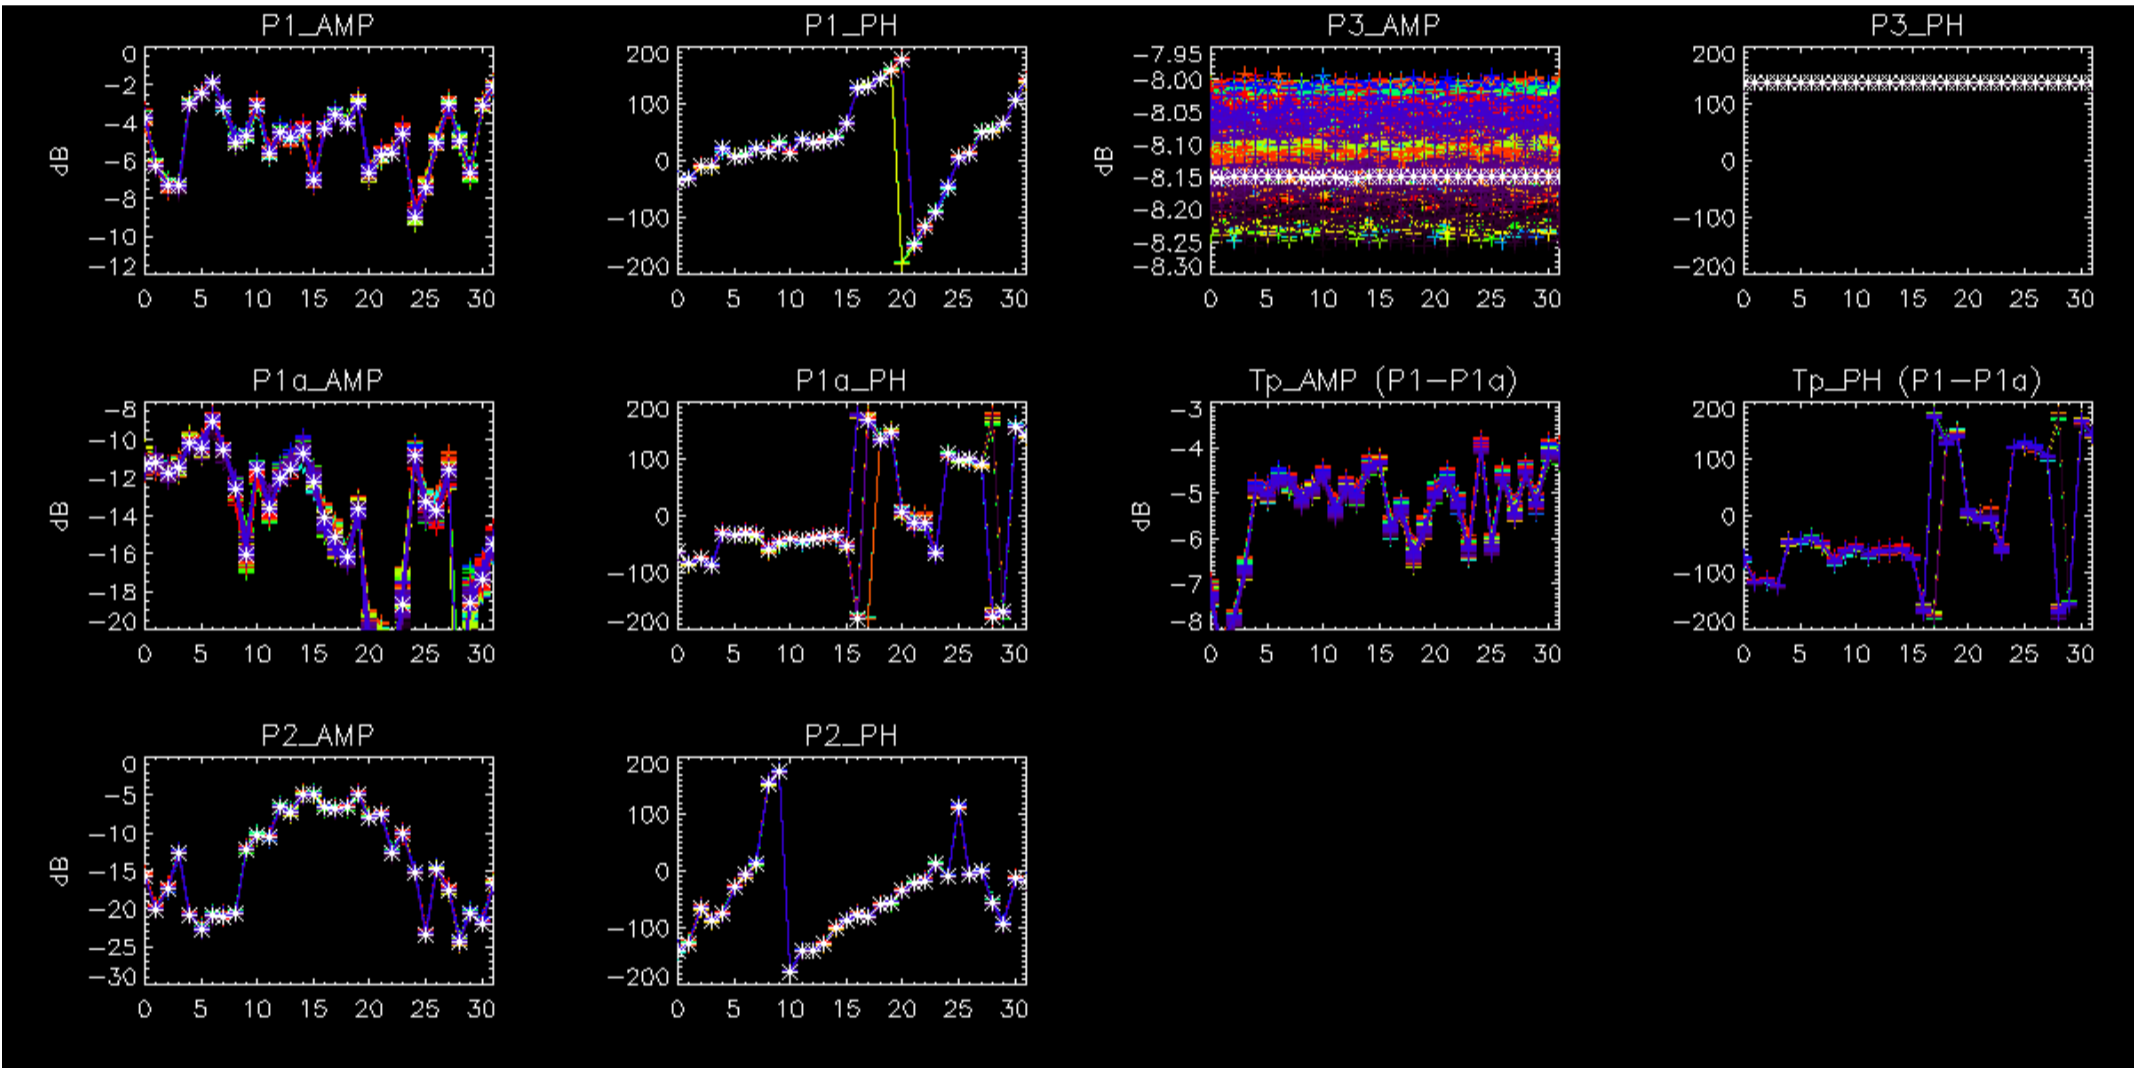 P1_AMP P1_PH P3_AMP P3_PH
0 −2 −4 −6 −8 −10 −12
dB
0 5 10 15 20 25 30
200 100 0 −100 −200
0 5 10 15 20 25 30
−7.95 −8.00 −8.05 −8.10 −8.15 −8.20 −8.25 −8.30
dB
0 5 10 15 20 25 30
200 100 0 −100 −200
0 5 10 15 20 25 30
P1a_AMP P1a_PH Tp_AMP (P1−P1a) Tp_PH (P1−P1a)
−8 −10 −12 −14 −16 −18 −20
dB
0 5 10 15 20 25 30
200 100 0 −100 −200
0 5 10 15 20 25 30
−3 −4 −5 −6 −7 −8
dB
0 5 10 15 20 25 30
200 100 0 −100 −200
0 5 10 15 20 25 30
P2_AMP P2_PH
0 −5 −10 −15 −20 −25 −30
dB
0 5 10 15 20 25 30
200 100 0 −100 −200
0 5 10 15 20 25 30